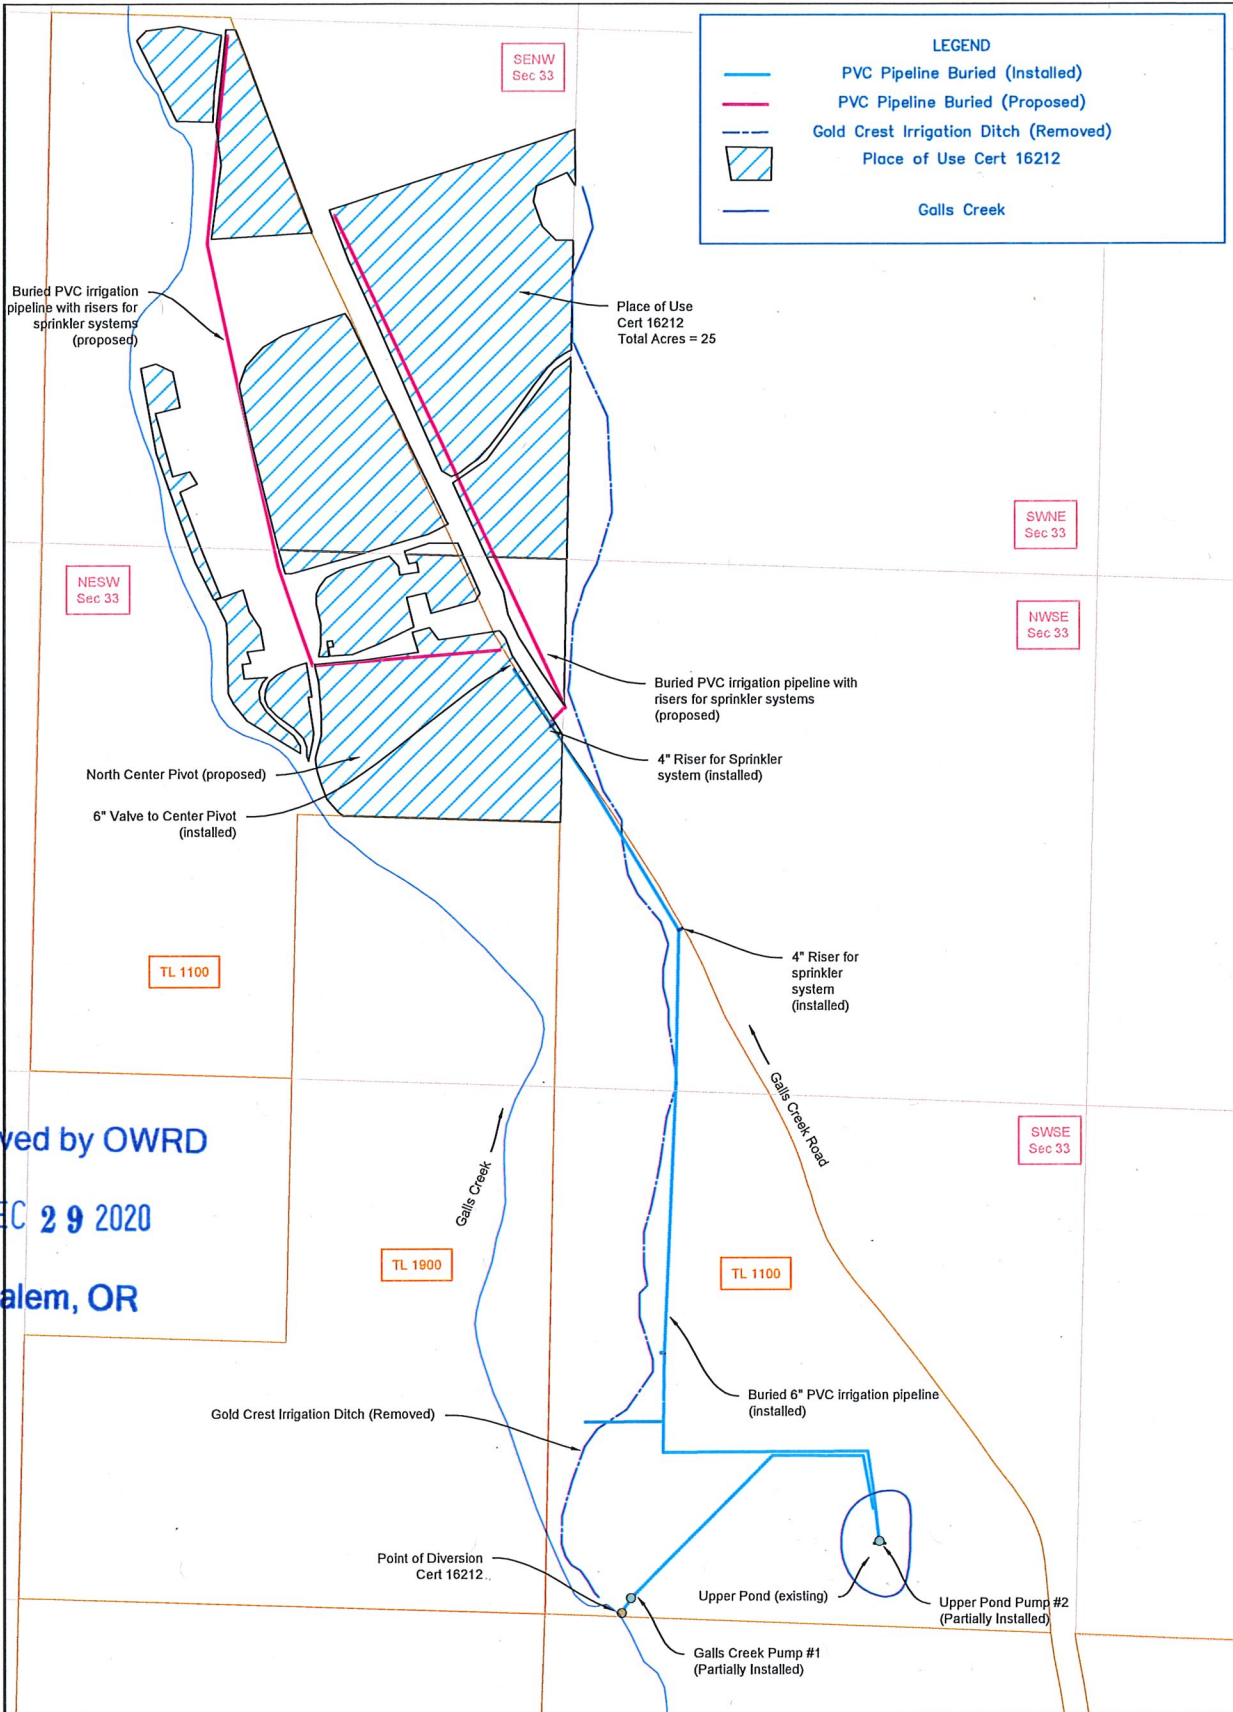 SENW
Sec 33
LEGEND
PVC Pipeline Buried (Installed)
PVC Pipeline Buried (Proposed)
Gold Crest Irrigation Ditch (Removed)
Place of Use Cert 16212
Galls Creek
Buried PVC irrigation
pipeline with risers for
sprinkler systems
(proposed)
Place of Use
Cert 16212
Total Acres = 25
SWNE
Sec 33
NESW
Sec 33
NWSE
Sec 33
Buried PVC irrigation pipeline with
risers for sprinkler systems
(proposed)
4" Riser for Sprinkler
system (installed)
North Center Pivot (proposed)
6" Valve to Center Pivot
(installed)
TL 1100
4" Riser for
sprinkler
system
(installed)
Galls Creek Road
ved by OWRD
EC 29 2020
alem, OR
Galls Creek
SWSE
Sec 33
TL 1900
TL 1100
Buried 6" PVC irrigation pipeline
(installed)
Gold Crest Irrigation Ditch (Removed)
Point of Diversion
Cert 16212
Upper Pond (existing)
Upper Pond Pump #2
(Partially Installed)
Galls Creek Pump #1
(Partially Installed)